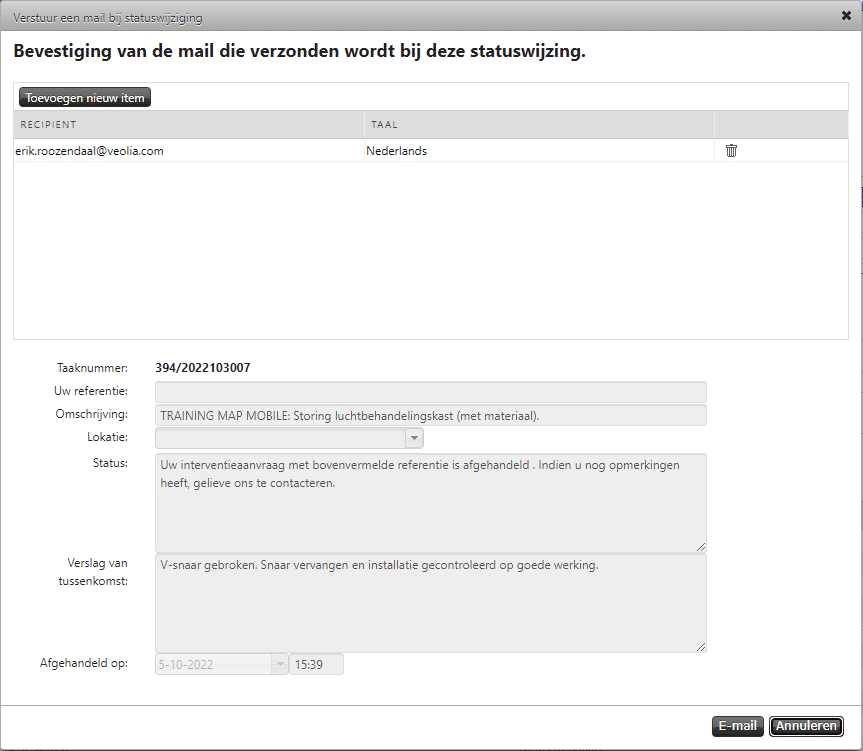 Verstuur een mail bij statuswijziging
Bevestiging van de mail die verzonden wordt bij deze statuswijzing.
Toevoegen nieuw item
RECIPIENT TAAL
erik.roozendaal@veolia.com Nederlands
Taaknummer: 394/2022103007
Uw referentie:
Omschrijving: TRAINING MAP MOBILE: Storing luchtbehandelingskast (met materiaal).
Lokatie:
Status: Uw interventieaanvraag met bovenvermelde referentie is afgehandeld . Indien u nog opmerkingen
heeft, gelieve ons te contacteren.
Verslag van tussenkomst: V-snaar gebroken. Snaar vervangen en installatie gecontroleerd op goede werking.
Afgehandeld op: 5-10-2022 15:39
E-mail Annuleren